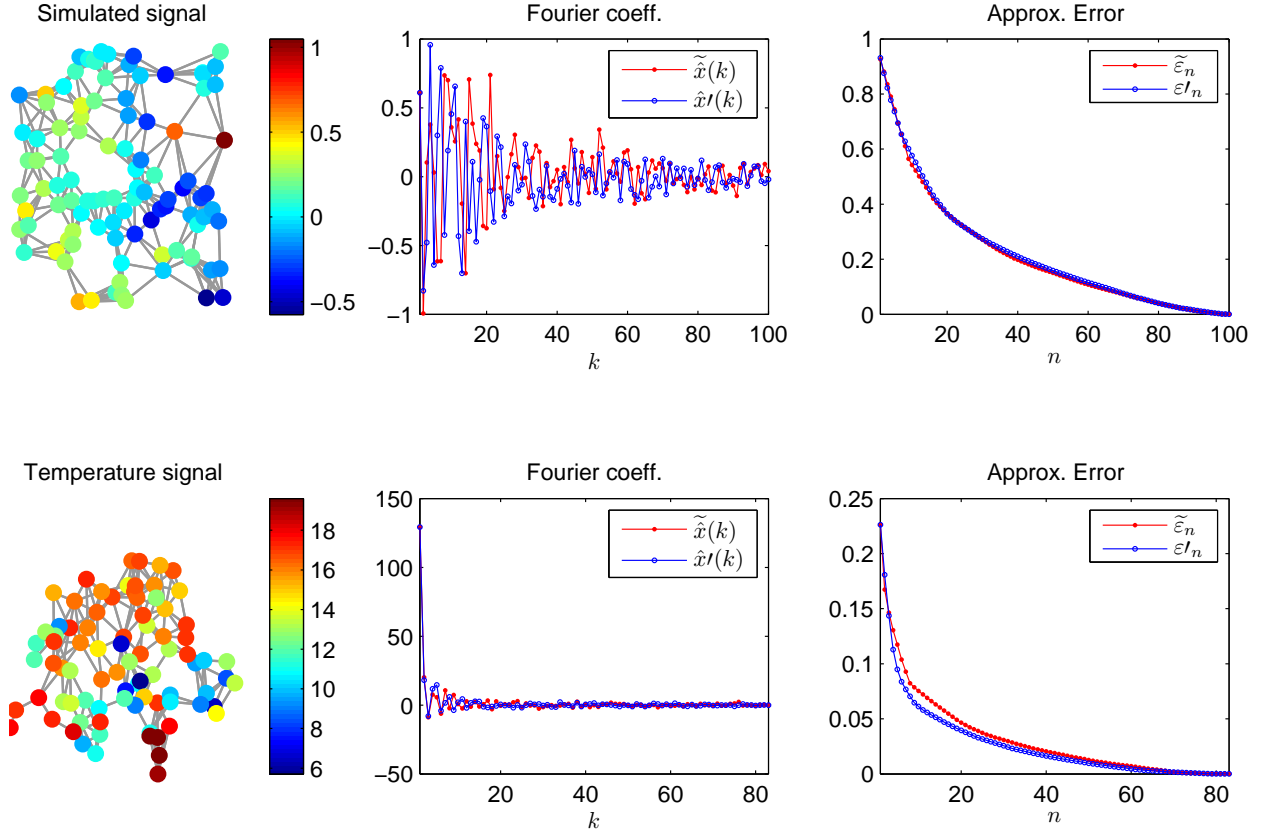 Simulated signal
1
0.5
0
−0.5
Fourier coeff.
1
0.5
0
−0.5
−1
20
40
60
80
100
k
x̂̃(k)
x̂′(k)
Approx. Error
1
0.8
0.6
0.4
0.2
0
20
40
60
80
100
n
ε̃_n
ε′_n
Temperature signal
18
16
14
12
10
8
6
Fourier coeff.
150
100
50
0
−50
20
40
60
80
k
x̂̃(k)
x̂′(k)
Approx. Error
0.25
0.2
0.15
0.1
0.05
0
20
40
60
80
n
ε̃_n
ε′_n